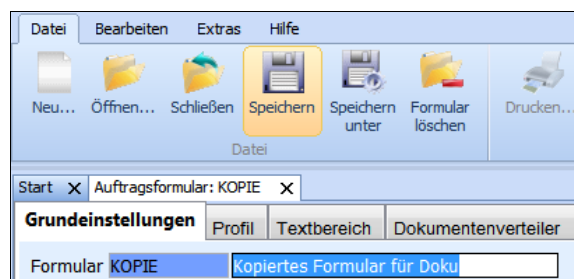 Datei Bearbeiten Extras Hilfe
Neu... Öffnen... Schließen Speichern Speichern unter Formular löschen Drucken...
Datei
Start X Auftragsformular: KOPIE X
Grundeinstellungen Profil Textbereich Dokumentenverteiler
Formular KOPIE Kopiertes Formular für Doku